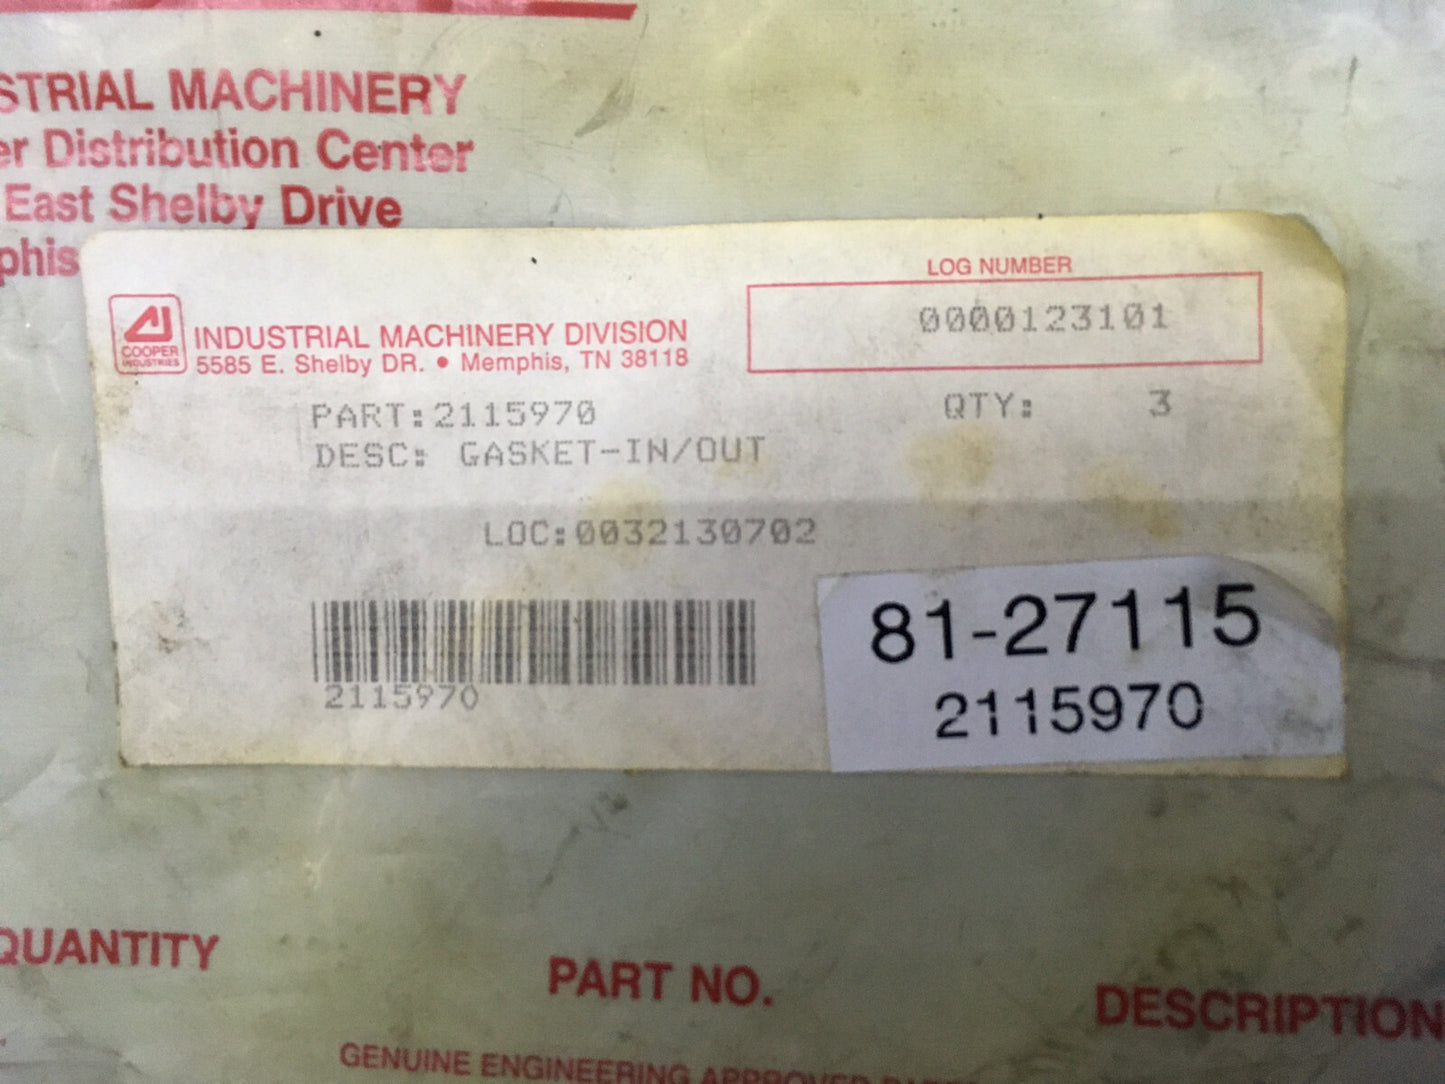 STRIAL MACHINERY
er Distribution Center
East Shelby Drive
phis
COOPER
INDUSTRIES
INDUSTRIAL MACHINERY DIVISION
5585 E. Shelby DR. • Memphis, TN 38118
LOG NUMBER
0000123101
PART:2115970
QTY: 3
DESC: GASKET-IN/OUT
LOC:0032130702
2115970
81-27115
2115970
QUANTITY
PART NO.
DESCRIPTION
GENUINE ENGINEERING APPROVED